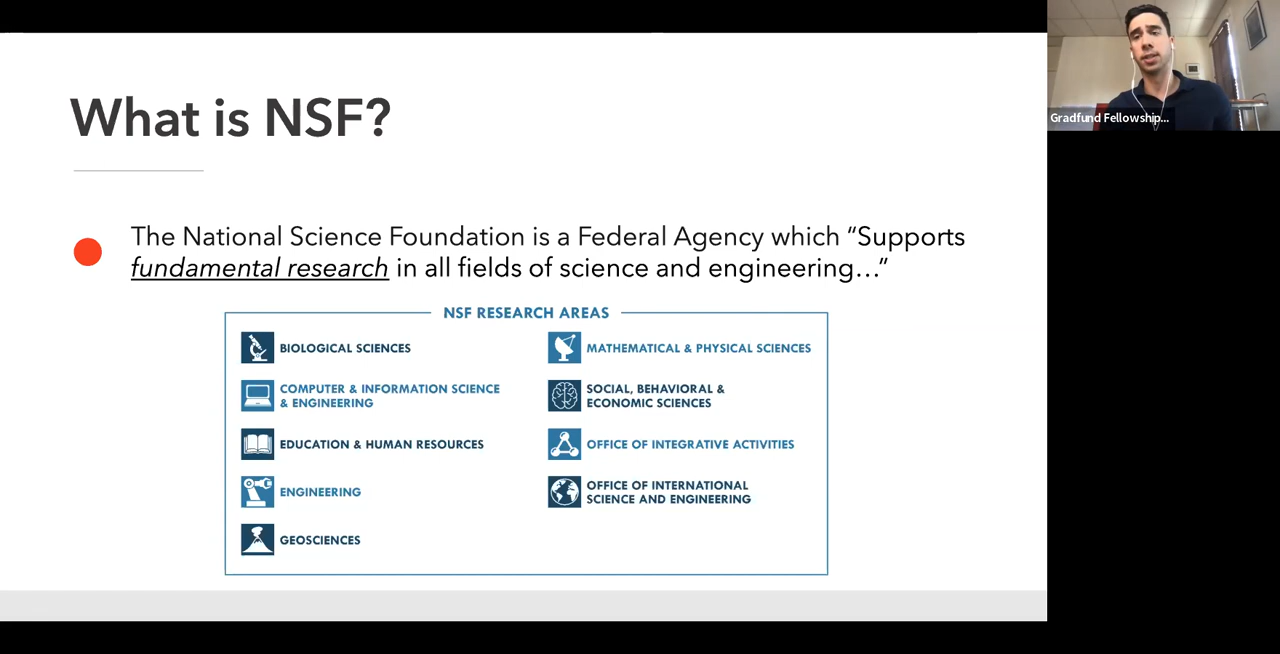 What is NSF?
The National Science Foundation is a Federal Agency which “Supports
fundamental research in all fields of science and engineering…”
NSF RESEARCH AREAS
BIOLOGICAL SCIENCES
COMPUTER & INFORMATION SCIENCE
& ENGINEERING
EDUCATION & HUMAN RESOURCES
ENGINEERING
GEOSCIENCES
MATHEMATICAL & PHYSICAL SCIENCES
SOCIAL, BEHAVIORAL &
ECONOMIC SCIENCES
OFFICE OF INTEGRATIVE ACTIVITIES
OFFICE OF INTERNATIONAL
SCIENCE AND ENGINEERING
Gradfund Fellowship...